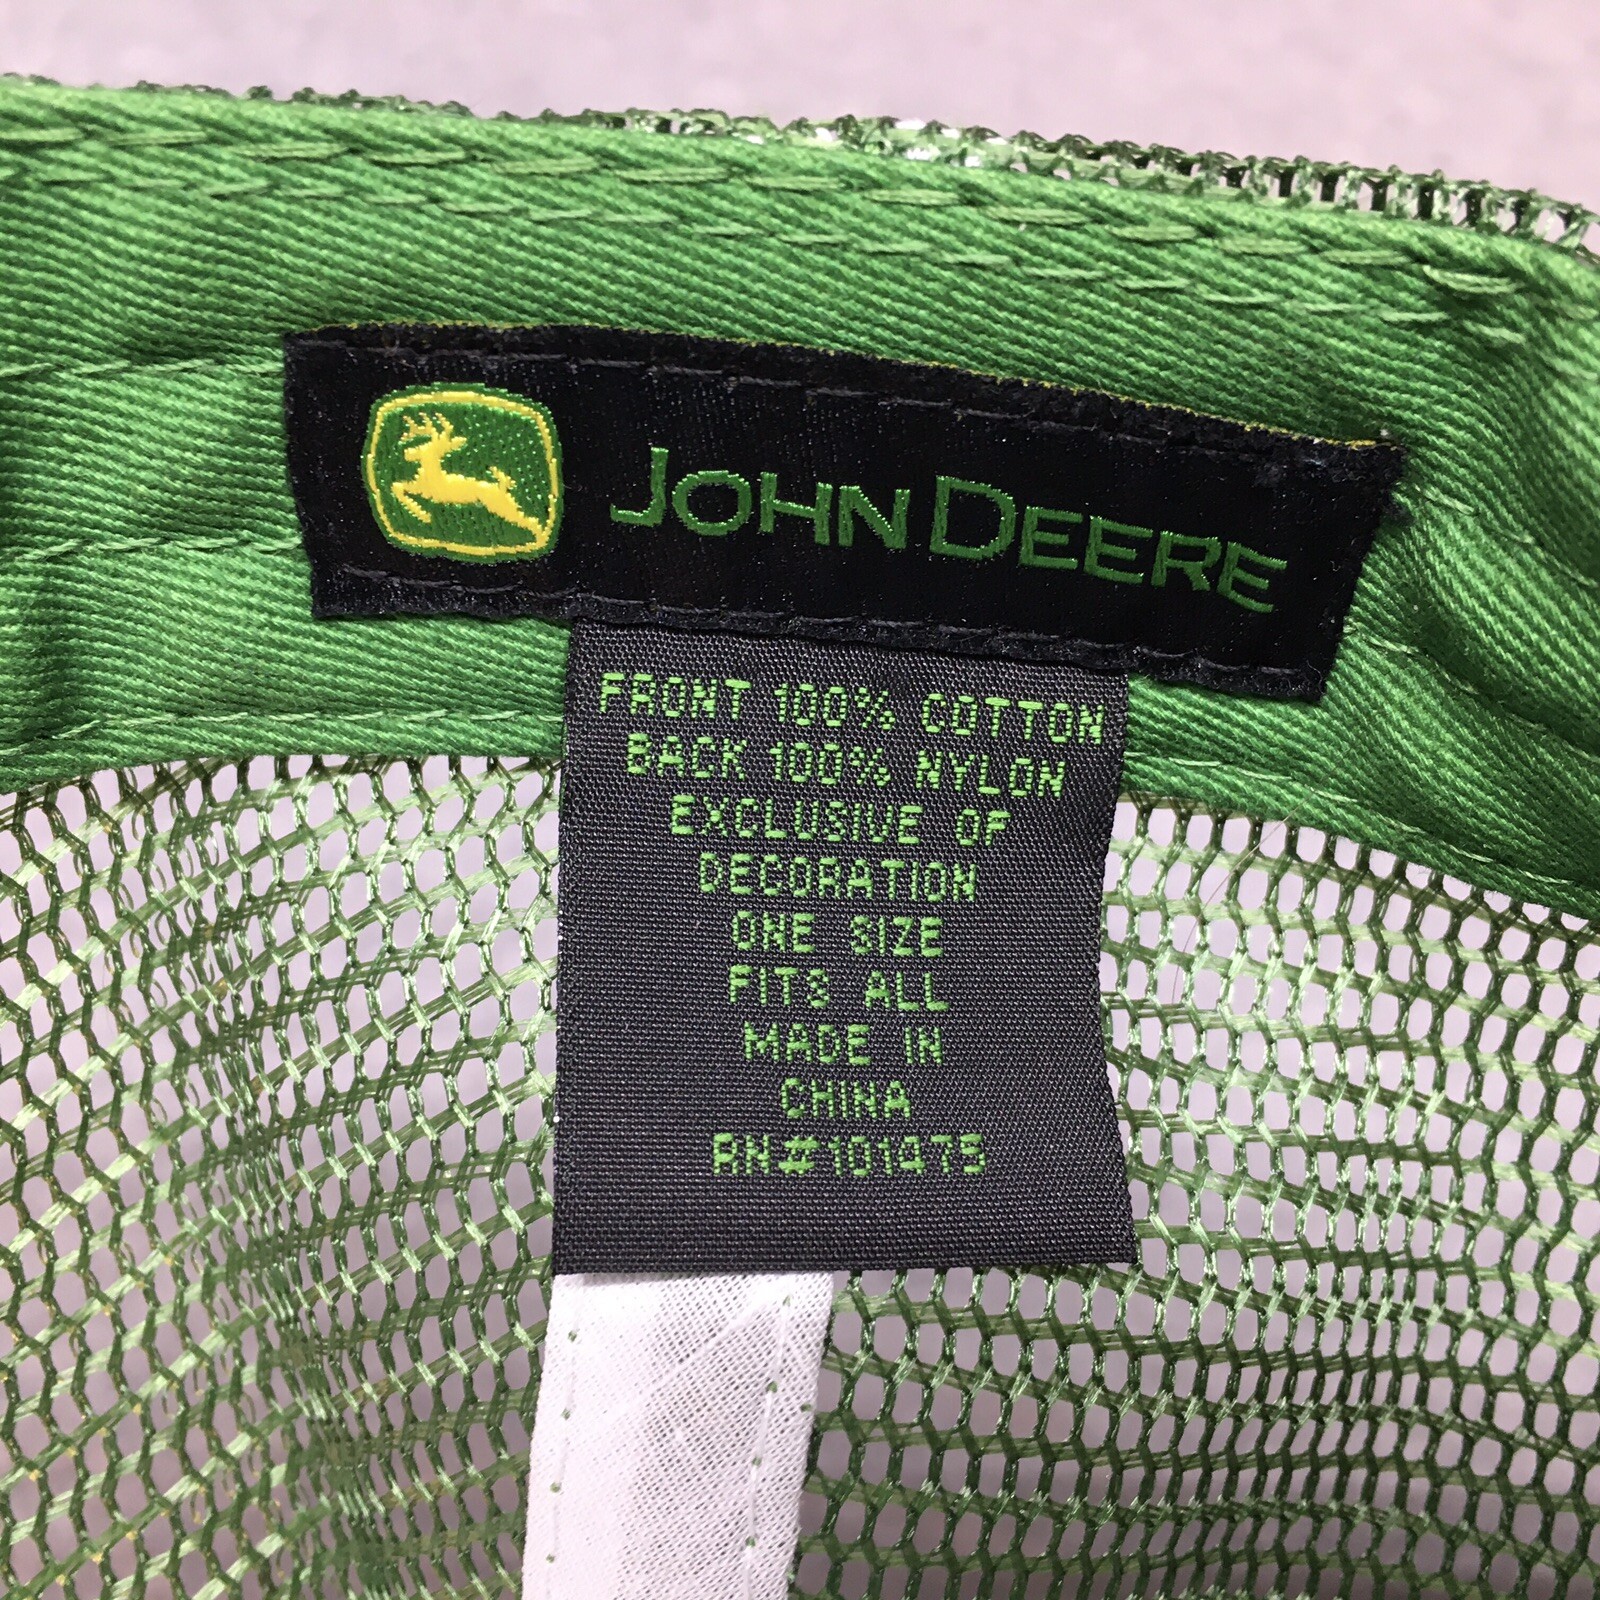 JOHN DEERE
FRONT 100% COTTON
BACK 100% NYLON
EXCLUSIVE OF
DECORATION
ONE SIZE
FITS ALL
MADE IN
CHINA
RN#101475